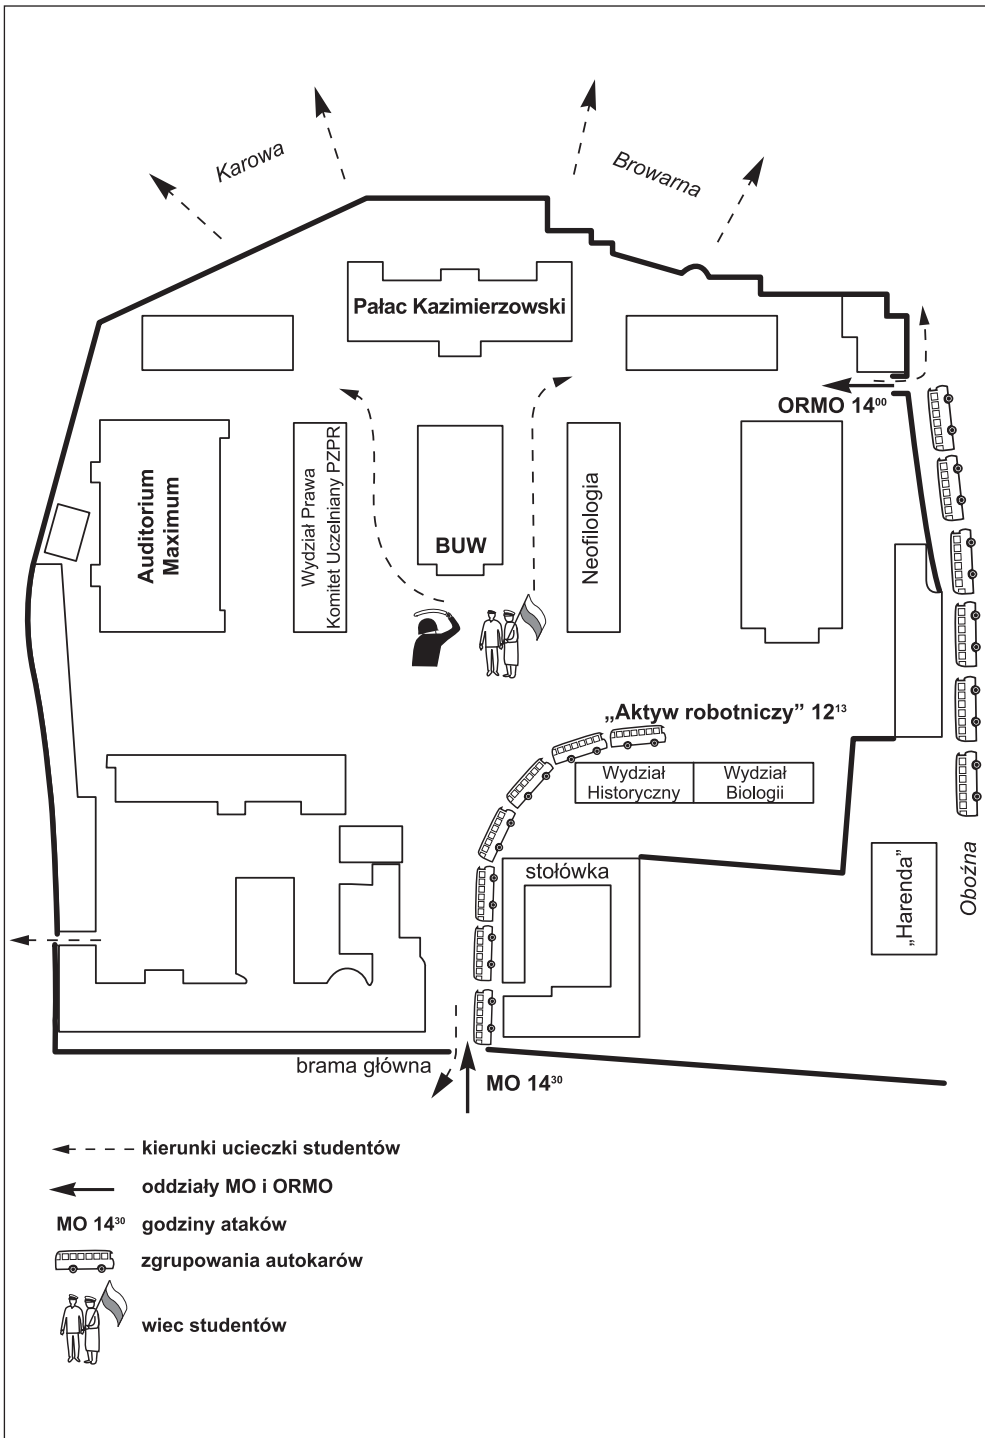 Karowa
Browarna
Pałac Kazimierzowski
ORMO 14⁰⁰
Auditorium
Maximum
Wydział Prawa
Komitet Uczelniany PZPR
BUW
Neofilologia
„Aktyw robotniczy” 12¹³
Wydział
Historyczny
Wydział
Biologii
stołówka
„Harenda”
Oboźna
brama główna
MO 14³⁰
kierunki ucieczki studentów
oddziały MO i ORMO
MO 14³⁰ godziny ataków
zgrupowania autokarów
wiec studentów